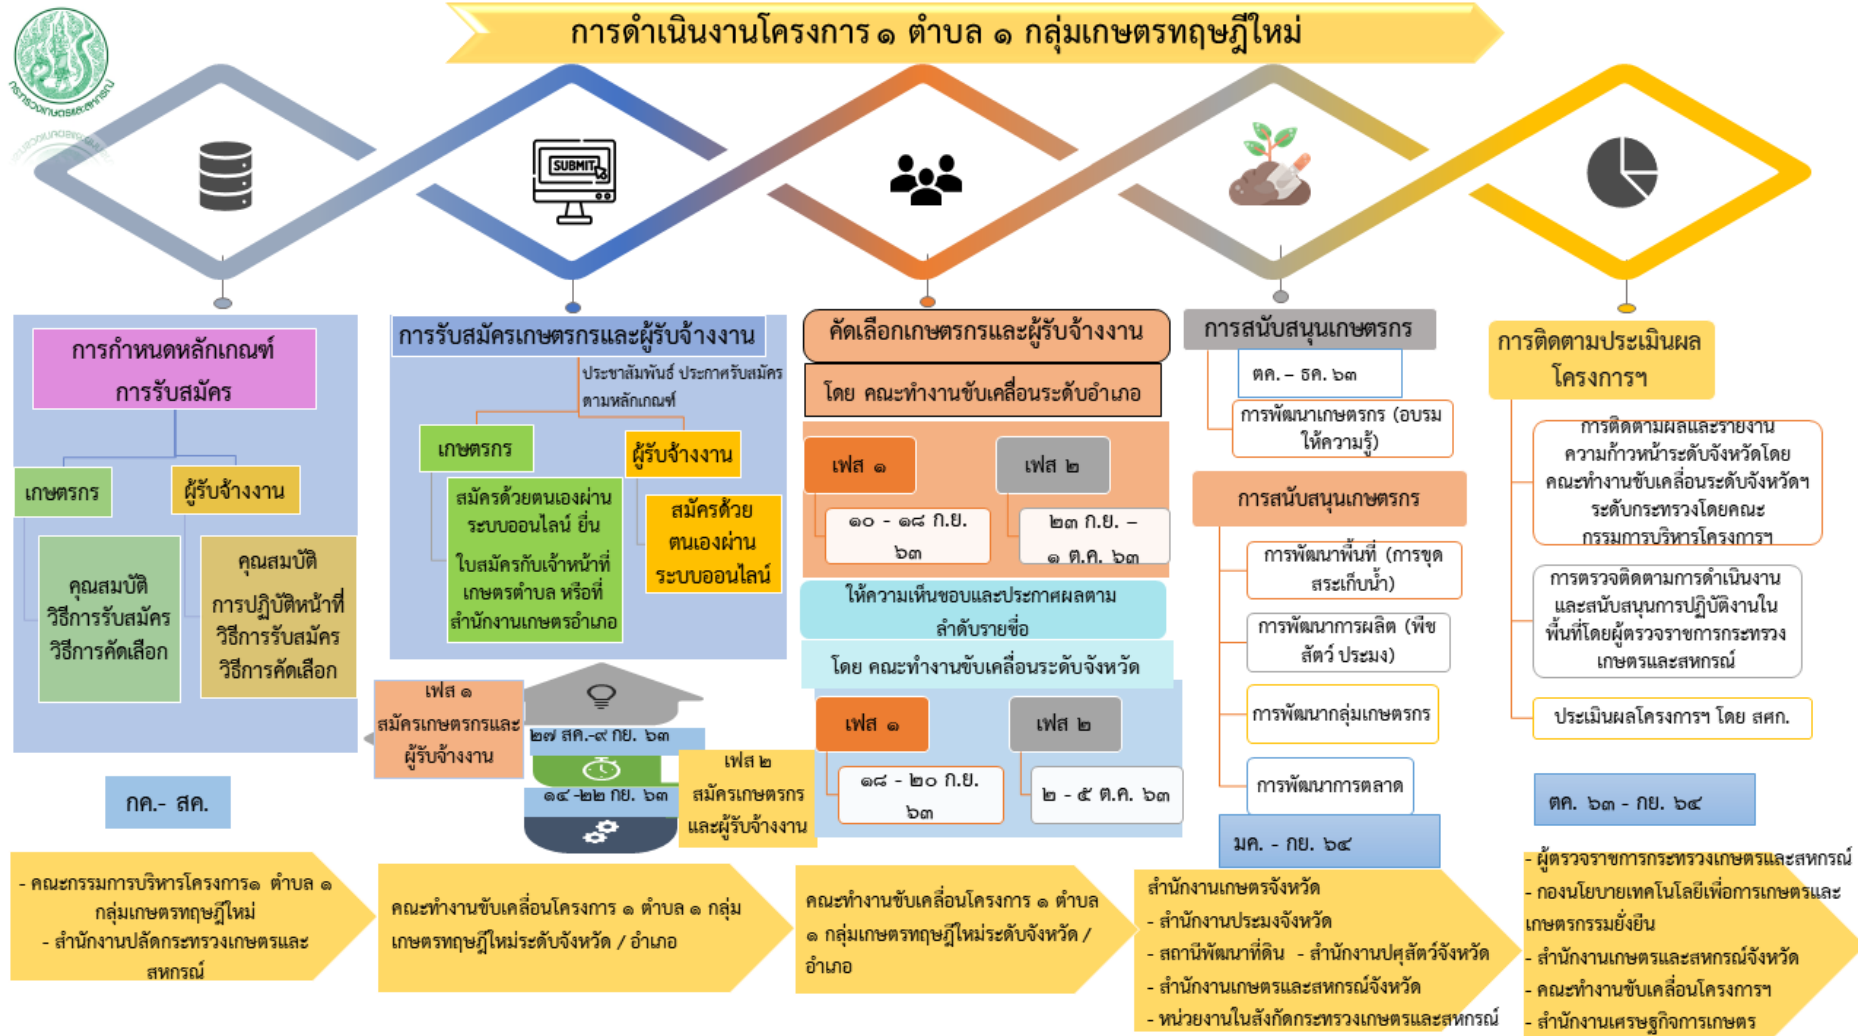 การดำเนินงานโครงการ ๑ ตำบล ๑ กลุ่มเกษตรทฤษฎีใหม่
กระทรวงเกษตรและสหกรณ์
SUBMIT
การกำหนดหลักเกณฑ์
การรับสมัคร
เกษตรกร
ผู้รับจ้างงาน
คุณสมบัติ
วิธีการรับสมัคร
วิธีการคัดเลือก
คุณสมบัติ
การปฏิบัติหน้าที่
วิธีการรับสมัคร
วิธีการคัดเลือก
กค.- สค.
- คณะกรรมการบริหารโครงการ๑ ตำบล ๑
กลุ่มเกษตรทฤษฎีใหม่
- สำนักงานปลัดกระทรวงเกษตรและ
สหกรณ์
การรับสมัครเกษตรกรและผู้รับจ้างงาน
ประชาสัมพันธ์ ประกาศรับสมัคร
ตามหลักเกณฑ์
เกษตรกร
ผู้รับจ้างงาน
สมัครด้วยตนเองผ่าน
ระบบออนไลน์ ยื่น
ใบสมัครกับเจ้าหน้าที่
เกษตรตำบล หรือที่
สำนักงานเกษตรอำเภอ
สมัครด้วย
ตนเองผ่าน
ระบบออนไลน์
เฟส ๑
สมัครเกษตรกรและ
ผู้รับจ้างงาน
๒๗ สค.-๙ กย. ๖๓
๑๔ -๒๒ กย. ๖๓
เฟส ๒
สมัครเกษตรกร
และผู้รับจ้างงาน
คณะทำงานขับเคลื่อนโครงการ ๑ ตำบล ๑ กลุ่ม
เกษตรทฤษฎีใหม่ระดับจังหวัด / อำเภอ
คัดเลือกเกษตรกรและผู้รับจ้างงาน
โดย คณะทำงานขับเคลื่อนระดับอำเภอ
เฟส ๑
เฟส ๒
๑๐ - ๑๘ ก.ย.
๖๓
๒๓ ก.ย. –
๑ ต.ค. ๖๓
ให้ความเห็นชอบและประกาศผลตาม
ลำดับรายชื่อ
โดย คณะทำงานขับเคลื่อนระดับจังหวัด
เฟส ๑
เฟส ๒
๑๘ - ๒๐ ก.ย.
๖๓
๒ - ๕ ต.ค. ๖๓
คณะทำงานขับเคลื่อนโครงการ ๑ ตำบล
๑ กลุ่มเกษตรทฤษฎีใหม่ระดับจังหวัด /
อำเภอ
การสนับสนุนเกษตรกร
ตค. – ธค. ๖๓
การพัฒนาเกษตรกร (อบรม
ให้ความรู้)
การสนับสนุนเกษตรกร
การพัฒนาพื้นที่ (การขุด
สระเก็บน้ำ)
การพัฒนาการผลิต (พืช
สัตว์ ประมง)
การพัฒนากลุ่มเกษตรกร
การพัฒนาการตลาด
มค. - กย. ๖๔
สำนักงานเกษตรจังหวัด
- สำนักงานประมงจังหวัด
- สถานีพัฒนาที่ดิน - สำนักงานปศุสัตว์จังหวัด
- สำนักงานเกษตรและสหกรณ์จังหวัด
- หน่วยงานในสังกัดกระทรวงเกษตรและสหกรณ์
การติดตามประเมินผล
โครงการฯ
การติดตามผลและรายงาน
ความก้าวหน้าระดับจังหวัดโดย
คณะทำงานขับเคลื่อนระดับจังหวัดฯ
ระดับกระทรวงโดยคณะ
กรรมการบริหารโครงการฯ
การตรวจติดตามการดำเนินงาน
และสนับสนุนการปฏิบัติงานใน
พื้นที่โดยผู้ตรวจราชการกระทรวง
เกษตรและสหกรณ์
ประเมินผลโครงการฯ โดย สศก.
ตค. ๖๓ - กย. ๖๔
- ผู้ตรวจราชการกระทรวงเกษตรและสหกรณ์
- กองนโยบายเทคโนโลยีเพื่อการเกษตรและ
เกษตรกรรมยั่งยืน
- สำนักงานเกษตรและสหกรณ์จังหวัด
- คณะทำงานขับเคลื่อนโครงการฯ
- สำนักงานเศรษฐกิจการเกษตร